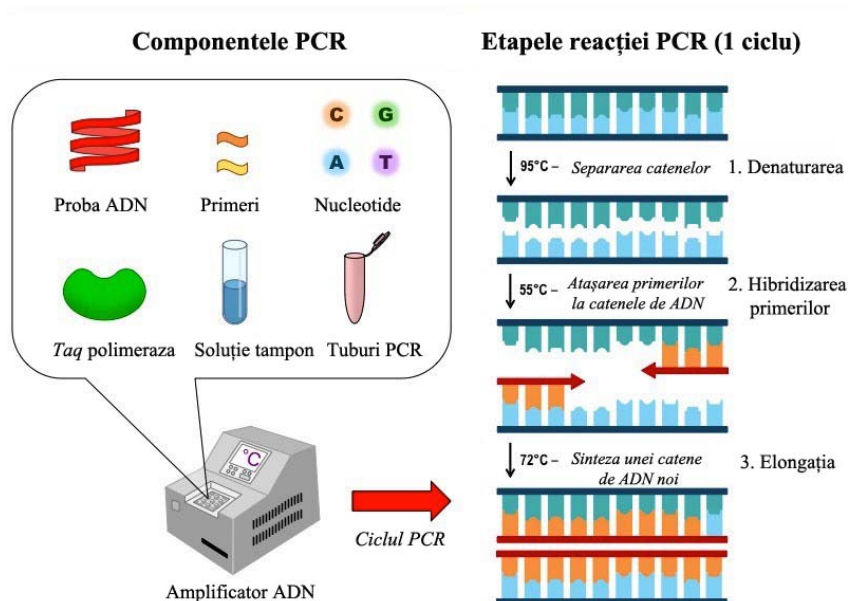 Componentele PCR
C
G
A
T
Proba ADN
Primeri
Nucleotide
Taq polimeraza
Soluție tampon
Tuburi PCR
°C
Amplificator ADN
Ciclul PCR
Etapele reacției PCR (1 ciclu)
95°C – Separarea catenelor
1. Denaturarea
55°C – Atașarea primerilor
la catenele de ADN
2. Hibridizarea
primerilor
72°C – Sinteza unei catene
de ADN noi
3. Elongația